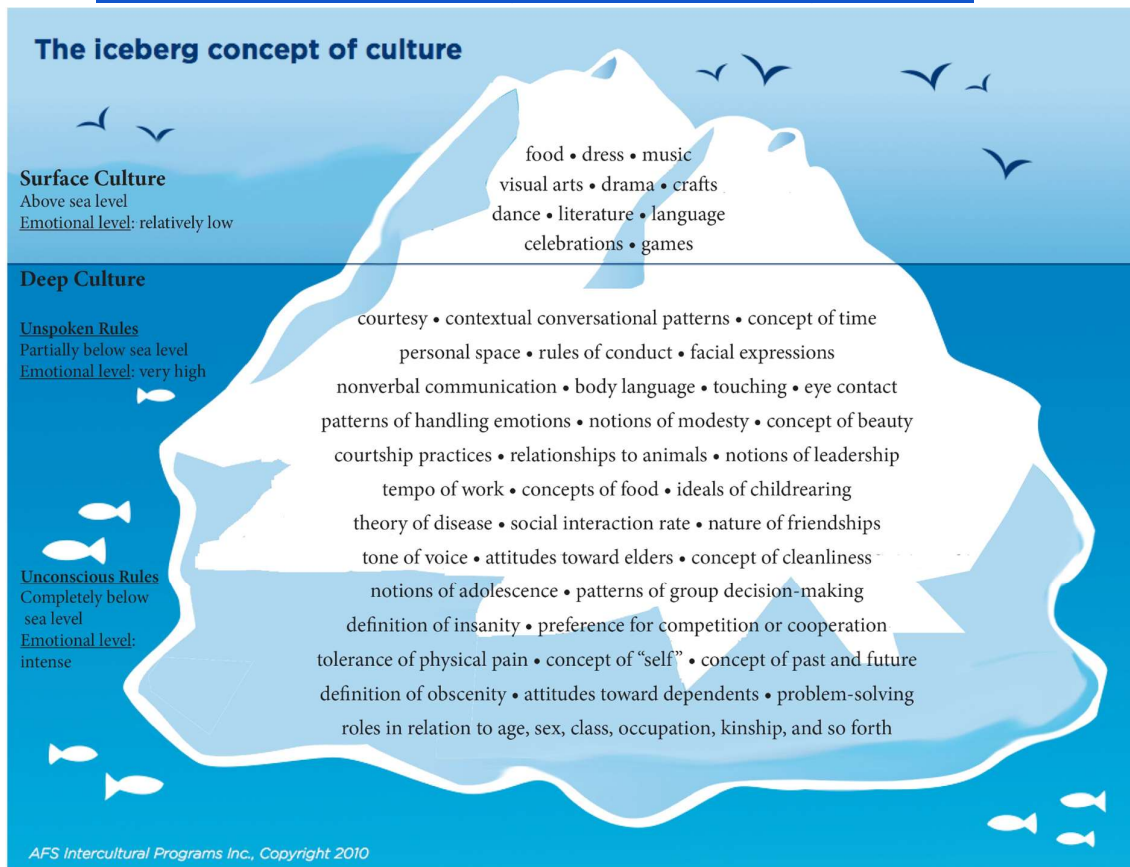 The iceberg concept of culture
Surface Culture
Above sea level
Emotional level: relatively low
food • dress • music
visual arts • drama • crafts
dance • literature • language
celebrations • games
Deep Culture
Unspoken Rules
Partially below sea level
Emotional level: very high
courtesy • contextual conversational patterns • concept of time
personal space • rules of conduct • facial expressions
nonverbal communication • body language • touching • eye contact
patterns of handling emotions • notions of modesty • concept of beauty
courtship practices • relationships to animals • notions of leadership
tempo of work • concepts of food • ideals of childrearing
theory of disease • social interaction rate • nature of friendships
tone of voice • attitudes toward elders • concept of cleanliness
notions of adolescence • patterns of group decision-making
definition of insanity • preference for competition or cooperation
tolerance of physical pain • concept of “self” • concept of past and future
definition of obscenity • attitudes toward dependents • problem-solving
roles in relation to age, sex, class, occupation, kinship, and so forth
Unconscious Rules
Completely below
sea level
Emotional level:
intense
AFS Intercultural Programs Inc., Copyright 2010